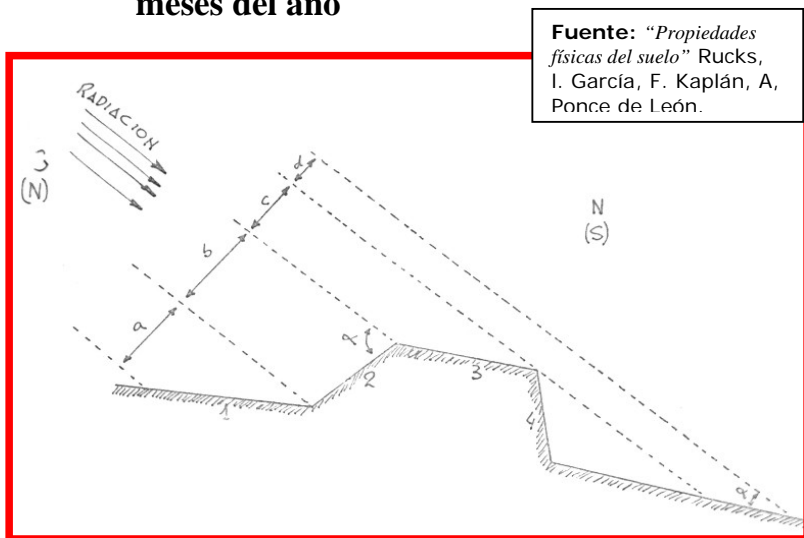 meses del año
Fuente: “Propiedades
físicas del suelo” Rucks,
I. García, F. Kaplán, A,
Ponce de León.
RADIACION
(N)
N
(S)
d
c
b
a
α
1
2
3
4
α